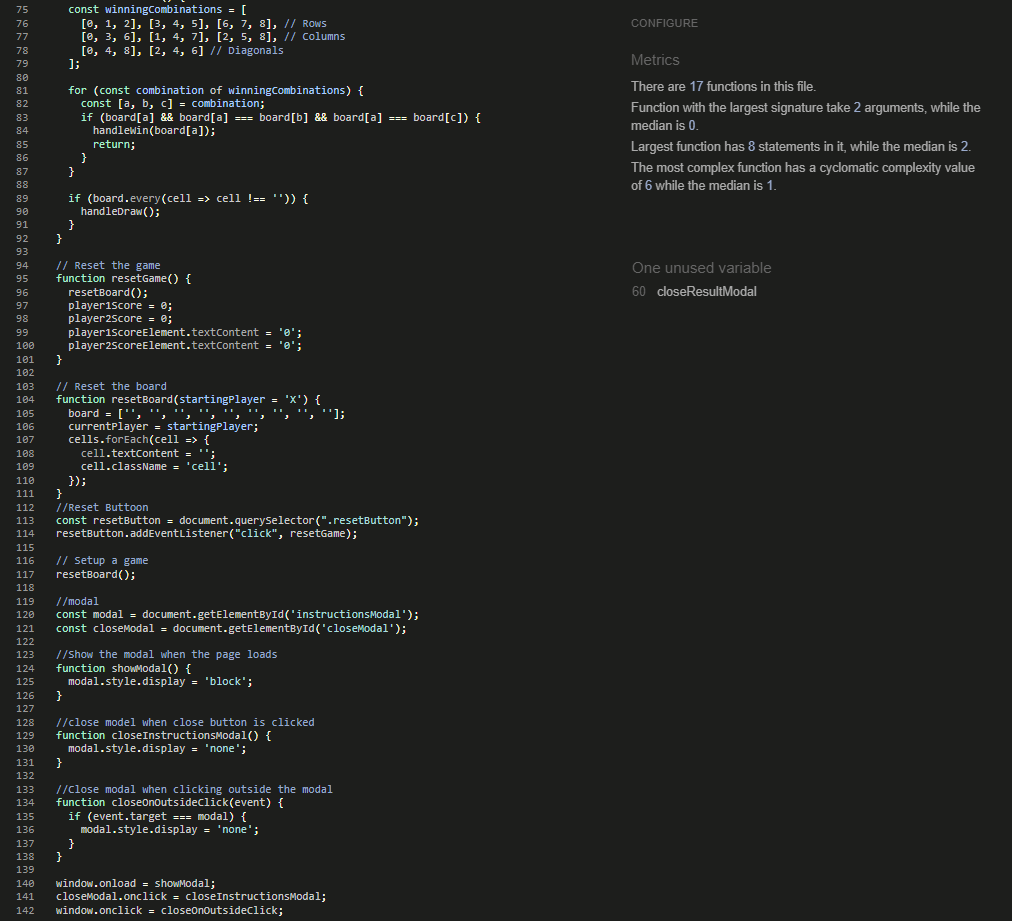 75 const winningCombinations = [
76 [0, 1, 2], [3, 4, 5], [6, 7, 8], // Rows
77 [0, 3, 6], [1, 4, 7], [2, 5, 8], // Columns
78 [0, 4, 8], [2, 4, 6] // Diagonals
79 ];
80
81 for (const combination of winningCombinations) {
82 const [a, b, c] = combination;
83 if (board[a] && board[a] === board[b] && board[a] === board[c]) {
84 handleWin(board[a]);
85 return;
86 }
87 }
88
89 if (board.every(cell => cell !== '')) {
90 handleDraw();
91 }
92 }
93
94 // Reset the game
95 function resetGame() {
96 resetBoard();
97 player1Score = 0;
98 player2Score = 0;
99 player1ScoreElement.textContent = '0';
100 player2ScoreElement.textContent = '0';
101 }
102
103 // Reset the board
104 function resetBoard(startingPlayer = 'X') {
105 board = ['', '', '', '', '', '', '', '', ''];
106 currentPlayer = startingPlayer;
107 cells.forEach(cell => {
108 cell.textContent = '';
109 cell.className = 'cell';
110 });
111 }
112 //Reset Buttoon
113 const resetButton = document.querySelector(".resetButton");
114 resetButton.addEventListener("click", resetGame);
115
116 // Setup a game
117 resetBoard();
118
119 //modal
120 const modal = document.getElementById('instructionsModal');
121 const closeModal = document.getElementById('closeModal');
122
123 //Show the modal when the page loads
124 function showModal() {
125 modal.style.display = 'block';
126 }
127
128 //close model when close button is clicked
129 function closeInstructionsModal() {
130 modal.style.display = 'none';
131 }
132
133 //Close modal when clicking outside the modal
134 function closeOnOutsideClick(event) {
135 if (event.target === modal) {
136 modal.style.display = 'none';
137 }
138 }
139
140 window.onload = showModal;
141 closeModal.onclick = closeInstructionsModal;
142 window.onclick = closeOnOutsideClick;
CONFIGURE
Metrics
There are 17 functions in this file.
Function with the largest signature take 2 arguments, while the
median is 0.
Largest function has 8 statements in it, while the median is 2.
The most complex function has a cyclomatic complexity value
of 6 while the median is 1.
One unused variable
60 closeResultModal